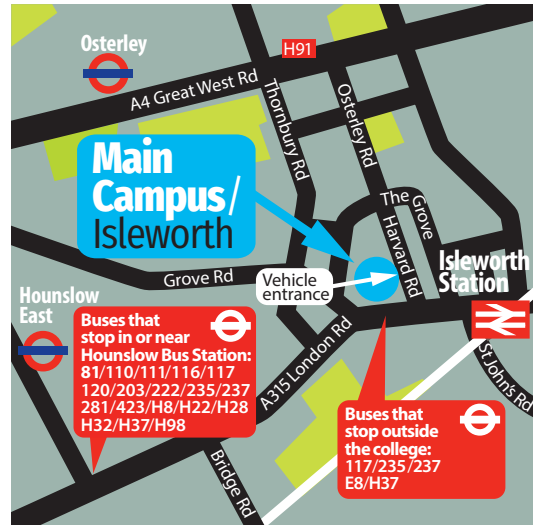 Osterley
H91
A4 Great West Rd
Thornbury Rd
Osterley Rd
Main
Campus/
Isleworth
The Grove
Harvard Rd
Grove Rd
Vehicle
entrance
Isleworth
Station
Hounslow
East
Buses that
stop in or near
Hounslow Bus Station:
81/110/111/116/117
120/203/222/235/237
281/423/H8/H22/H28
H32/H37/H98
A315 London Rd
St John's Rd
Buses that
stop outside
the college:
117/235/237
E8/H37
Bridge Rd